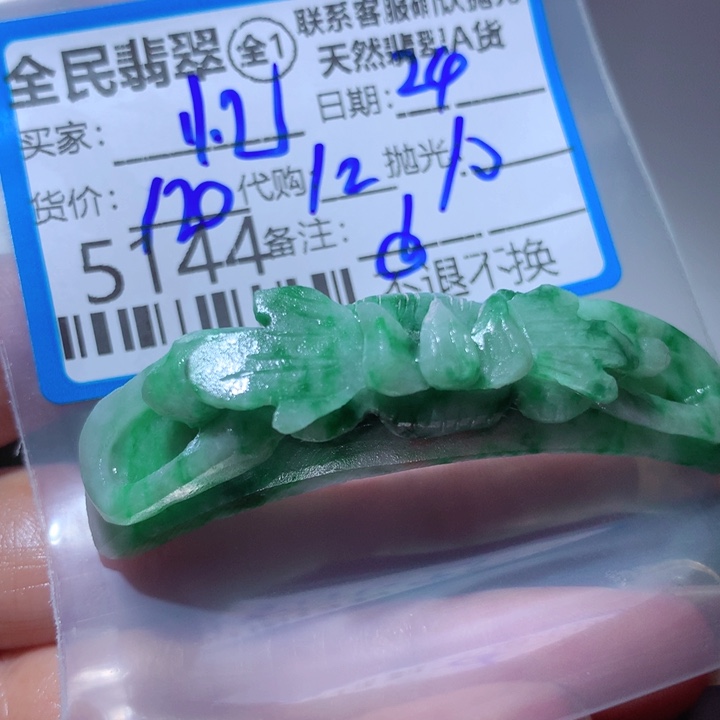 全民翡翠 全1 联系客服
天然翡翠A货
买家: 日期: 24
货价: 120 代购 12 抛光: 10
5144 备注: 6
不退不换